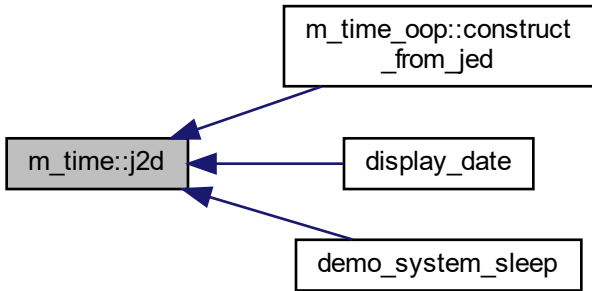 m_time_oop::construct
_from_jed
m_time::j2d
display_date
demo_system_sleep